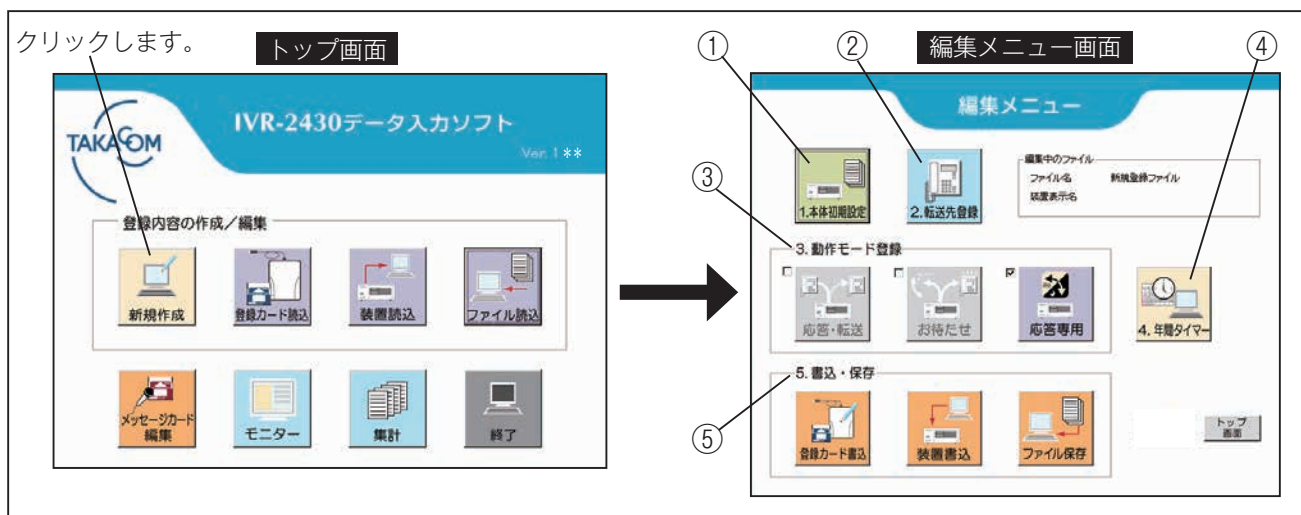 クリックします。
トップ画面
TAKACOM
IVR-2430データ入力ソフト
Ver. 1 **
登録内容の作成／編集
新規作成
登録カード読込
装置読込
ファイル読込
メッセージカード
編集
モニター
集計
終了
①
②
編集メニュー画面
④
編集メニュー
③
編集中のファイル
ファイル名 新規登録ファイル
装置表示名
1.本体初期設定
2.転送先登録
3.動作モード登録
応答・転送
お待たせ
応答専用
4.年間タイマー
5.書込・保存
⑤
登録カード書込
装置書込
ファイル保存
トップ
画面